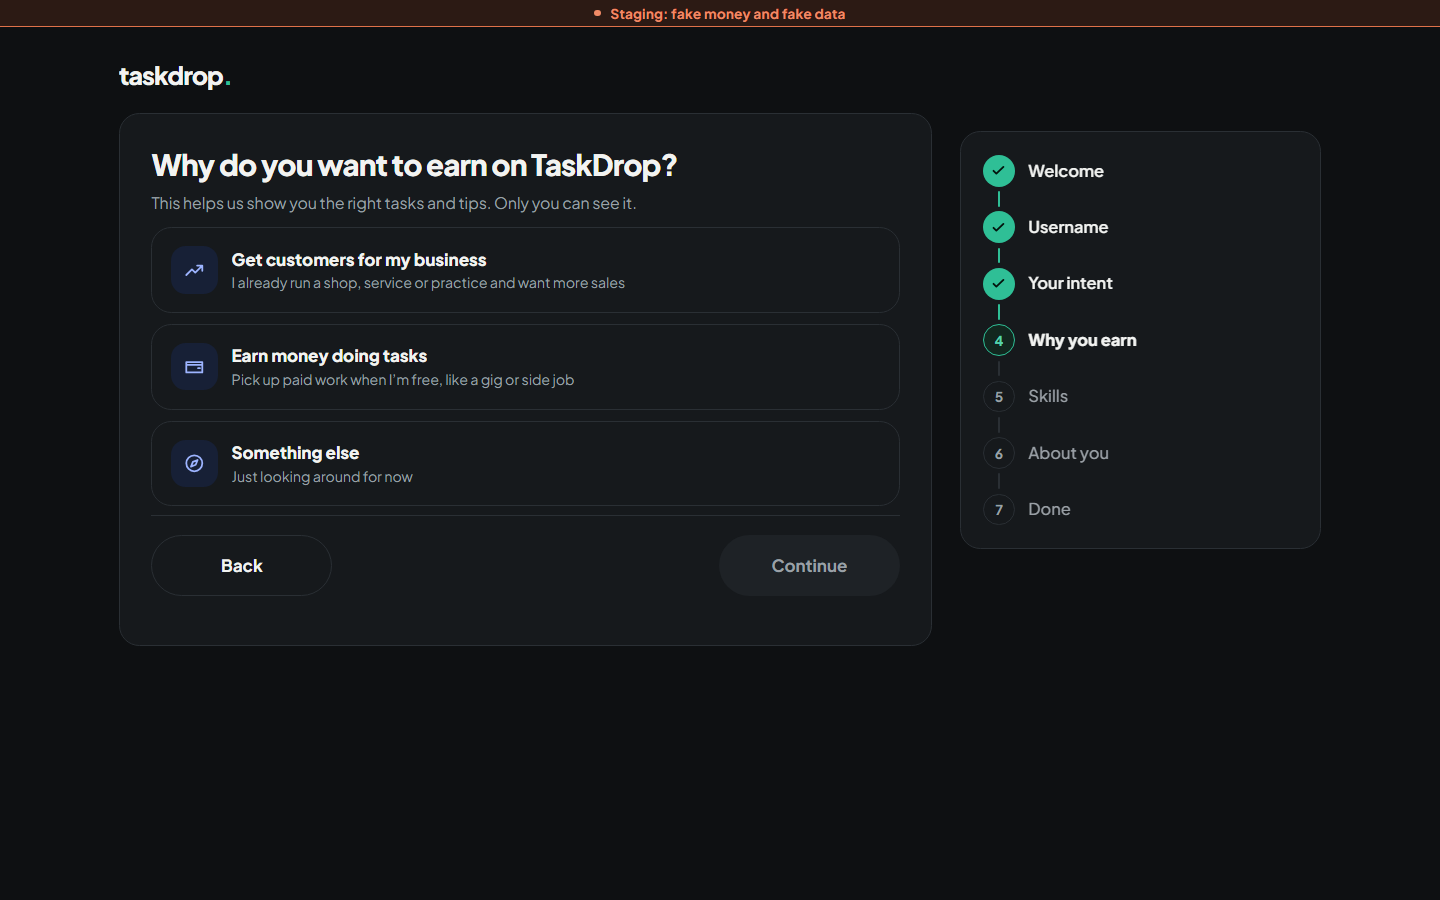 Staging: fake money and fake data
taskdrop.
Why do you want to earn on TaskDrop?
This helps us show you the right tasks and tips. Only you can see it.
Get customers for my business
I already run a shop, service or practice and want more sales
Earn money doing tasks
Pick up paid work when I'm free, like a gig or side job
Something else
Just looking around for now
Back
Continue
Welcome
Username
Your intent
4 Why you earn
5 Skills
6 About you
7 Done